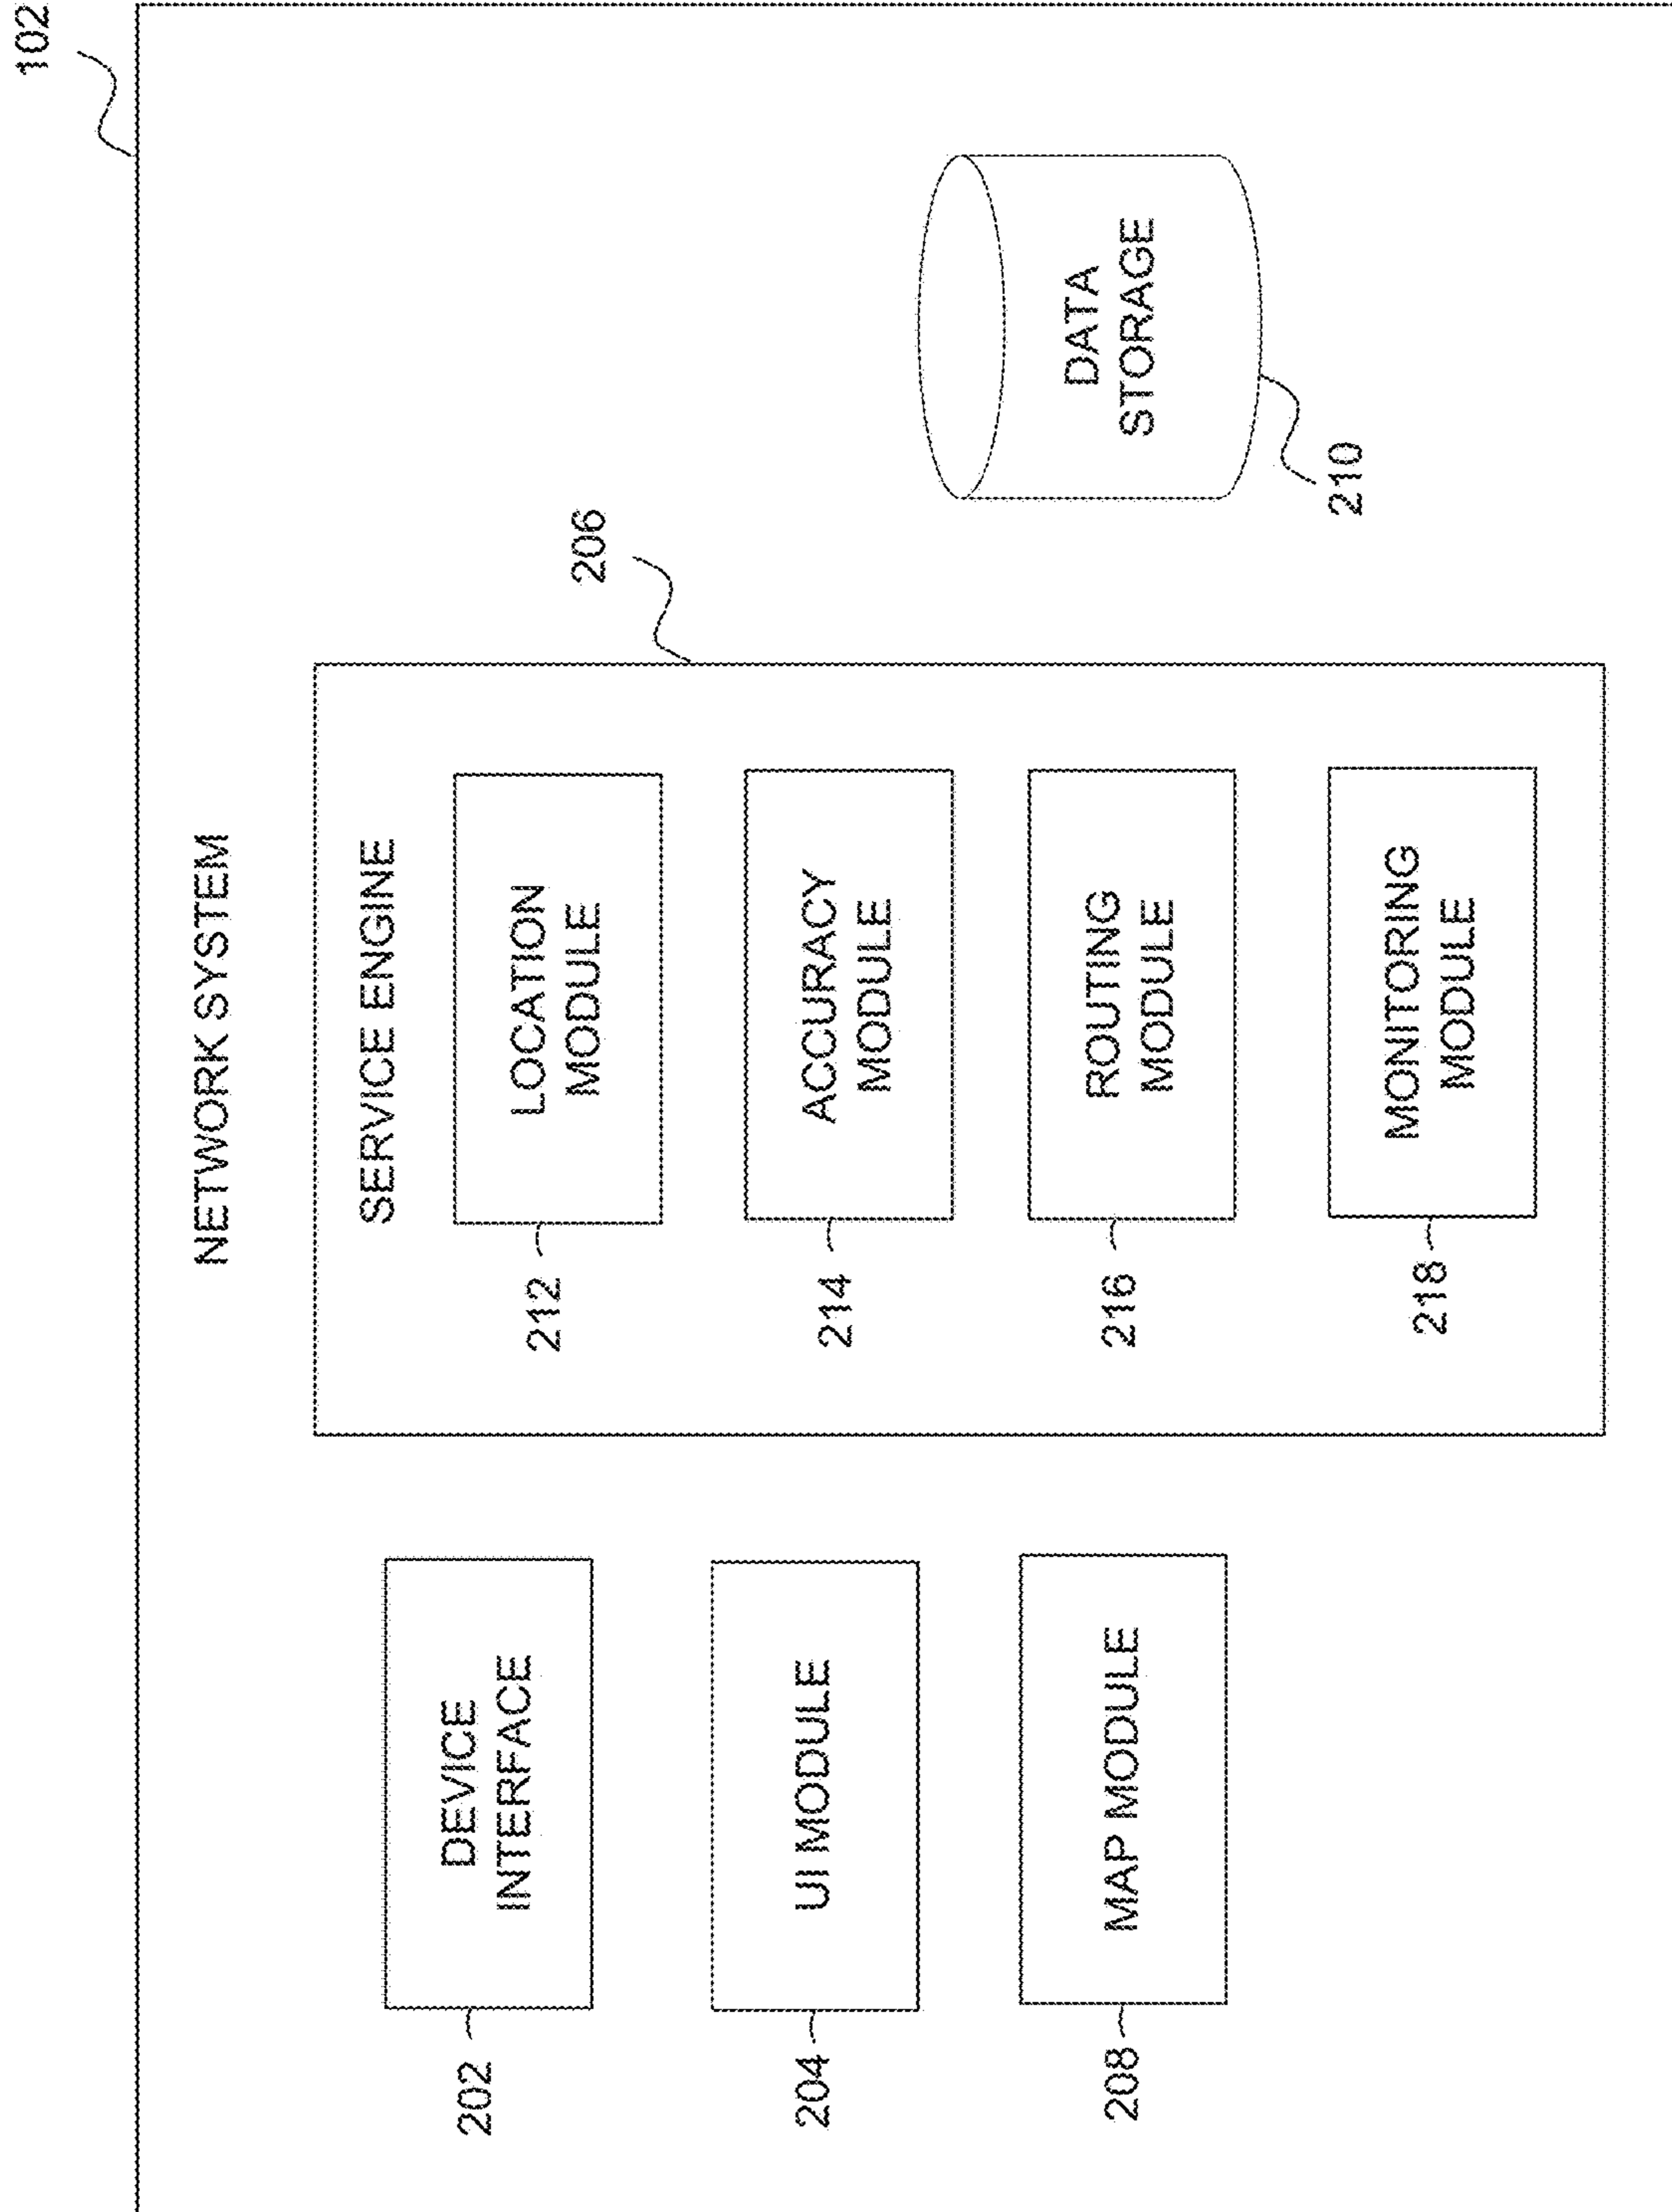 102
NETWORK SYSTEM
202
DEVICE
INTERFACE
204
UI MODULE
208
MAP MODULE
206
SERVICE ENGINE
212
LOCATION
MODULE
214
ACCURACY
MODULE
216
ROUTING
MODULE
218
MONITORING
MODULE
DATA
STORAGE
210